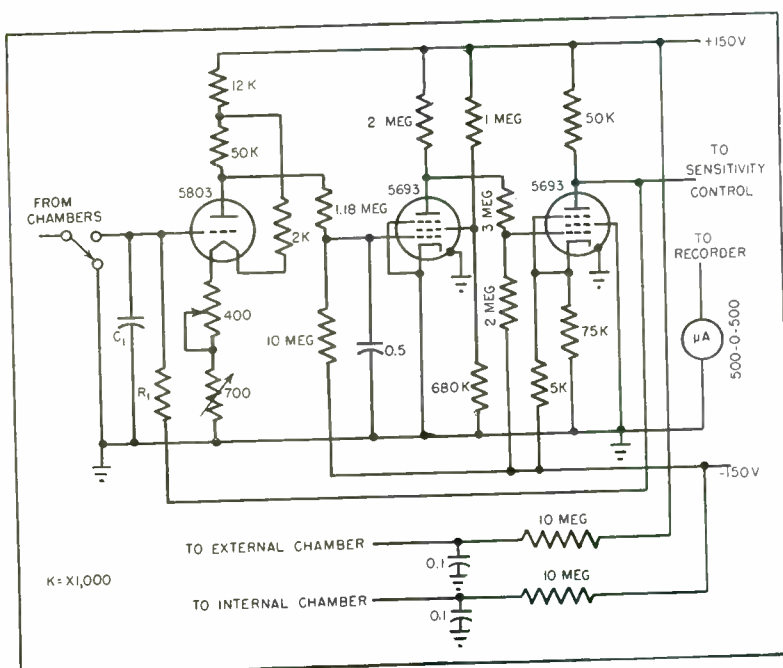 +150V
12 K
2 MEG
1 MEG
50K
50K
TO
SENSITIVITY
CONTROL
5803
5693
5693
FROM
CHAMBERS
1.18 MEG
3 MEG
2K
TO
RECORDER
400
2 MEG
75K
μA
500-0-500
C1
10 MEG
0.5
R1
700
680K
5K
-150V
10 MEG
TO EXTERNAL CHAMBER
0.1
K = X1,000
10 MEG
TO INTERNAL CHAMBER
0.1